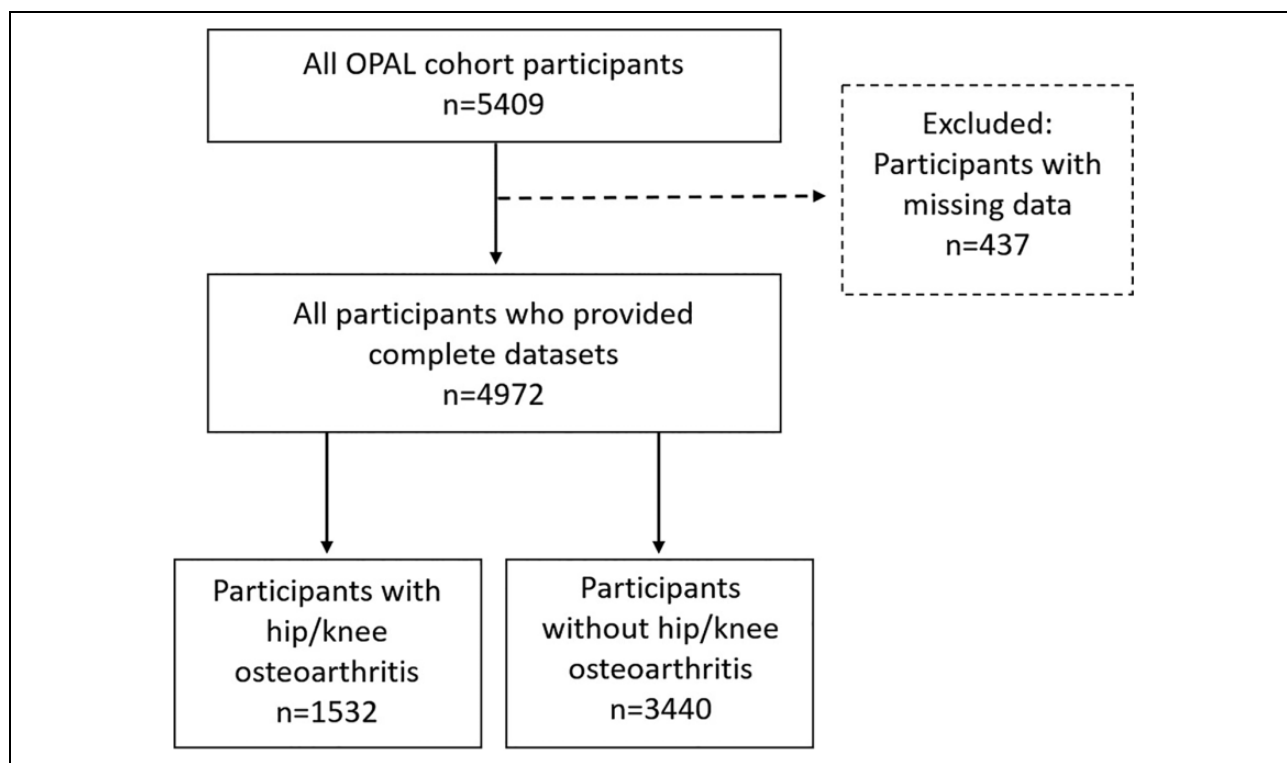 All OPAL cohort participants
n=5409
Excluded:
Participants with
missing data
n=437
All participants who provided
complete datasets
n=4972
Participants with
hip/knee
osteoarthritis
n=1532
Participants
without hip/knee
osteoarthritis
n=3440